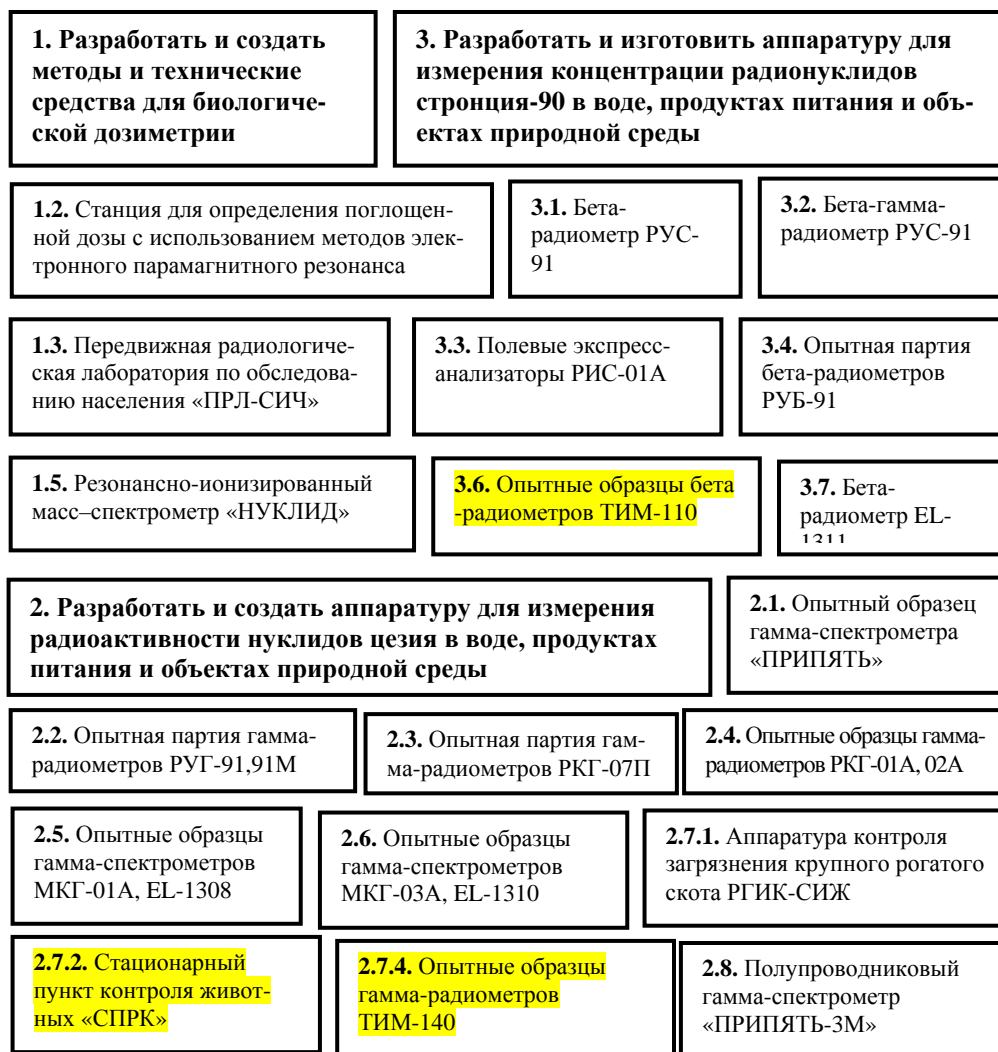 1. Разработать и создать
методы и технические
средства для биологиче-
ской дозиметрии
3. Разработать и изготовить аппаратуру для
измерения концентрации радионуклидов
стронция-90 в воде, продуктах питания и объ-
ектах природной среды
1.2. Станция для определения поглощен-
ной дозы с использованием методов элек-
тронного парамагнитного резонанса
3.1. Бета-
радиометр РУС-
91
3.2. Бета-гамма-
радиометр РУС-91
1.3. Передвижная радиологиче-
ская лаборатория по обследова-
нию населения «ПРЛ-СИЧ»
3.3. Полевые экспресс-
анализаторы РИС-01А
3.4. Опытная партия
бета-радиометров
РУБ-91
1.5. Резонансно-ионизированный
масс–спектрометр «НУКЛИД»
3.6. Опытные образцы бета
-радиометров ТИМ-110
3.7. Бета-
радиометр EL-
1311
2. Разработать и создать аппаратуру для измерения
радиоактивности нуклидов цезия в воде, продуктах
питания и объектах природной среды
2.1. Опытный образец
гамма-спектрометра
«ПРИПЯТЬ»
2.2. Опытная партия гамма-
радиометров РУГ-91,91М
2.3. Опытная партия гам-
ма-радиометров РКГ-07П
2.4. Опытные образцы гамма-
радиометров РКГ-01А, 02А
2.5. Опытные образцы
гамма-спектрометров
МКГ-01А, EL-1308
2.6. Опытные образцы
гамма-спектрометров
МКГ-03А, EL-1310
2.7.1. Аппаратура контроля
загрязнения крупного рогатого
скота РГИК-СИЖ
2.7.2. Стационарный
пункт контроля живот-
ных «СПРК»
2.7.4. Опытные образцы
гамма-радиометров
ТИМ-140
2.8. Полупроводниковый
гамма-спектрометр
«ПРИПЯТЬ-3М»